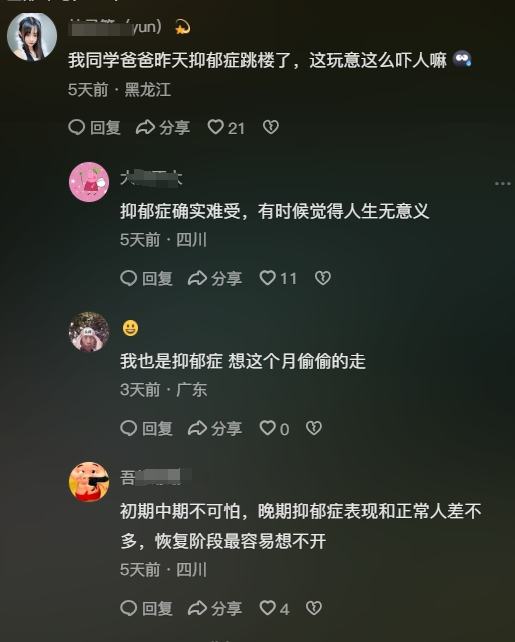 (yun)
我同学爸爸昨天抑郁症跳楼了，这玩意这么吓人嘛
5天前·黑龙江
回复 分享 21
抑郁症确实难受，有时候觉得人生无意义
5天前·四川
回复 分享 11
我也是抑郁症 想这个月偷偷的走
3天前·广东
回复 分享 0
吾
初期中期不可怕，晚期抑郁症表现和正常人差不
多，恢复阶段最容易想不开
5天前·四川
回复 分享 4